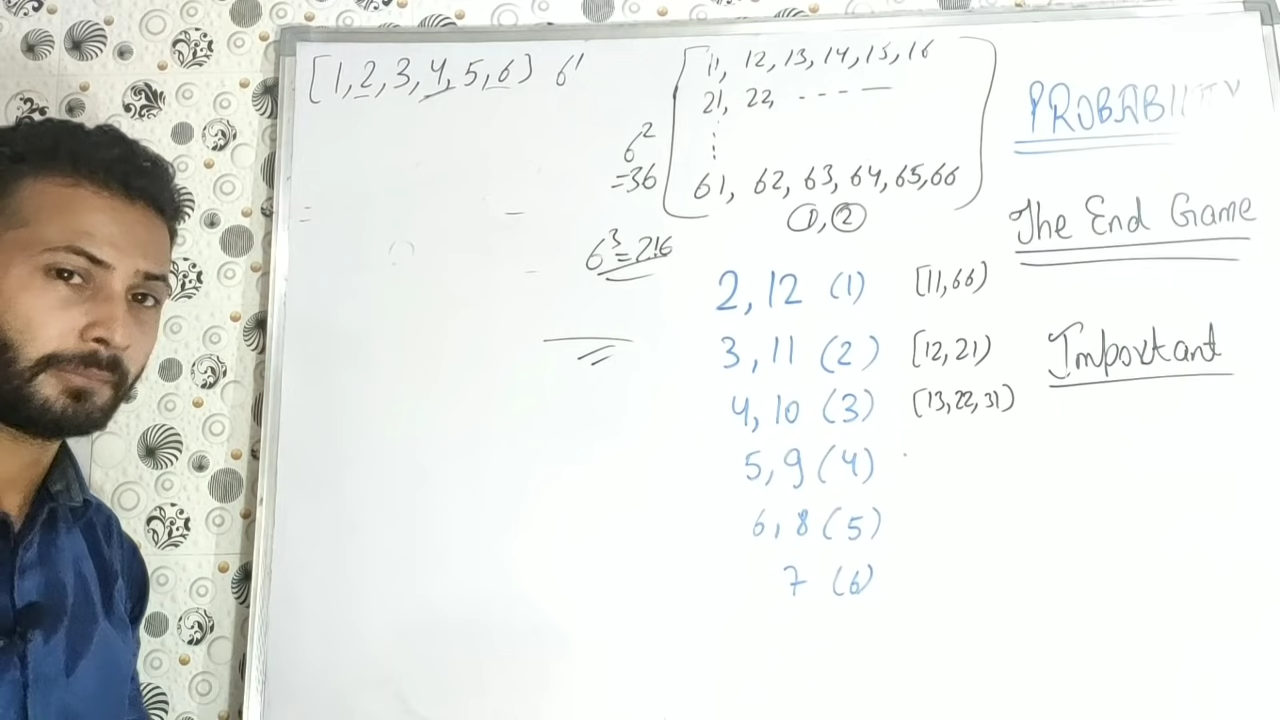 [1,2,3,4,5,6) 6¹
11, 12, 13, 14, 15, 16
21, 22, - - - —
6²
=36
61, 62, 63, 64, 65, 66
①,②
6³=216
2, 12 (1) [11,66)
3, 11 (2) [12,21)
4, 10 (3) [13,22,31)
5, 9 (4)
6, 8 (5)
7 (6)
PROBABILITY
The End Game
Important